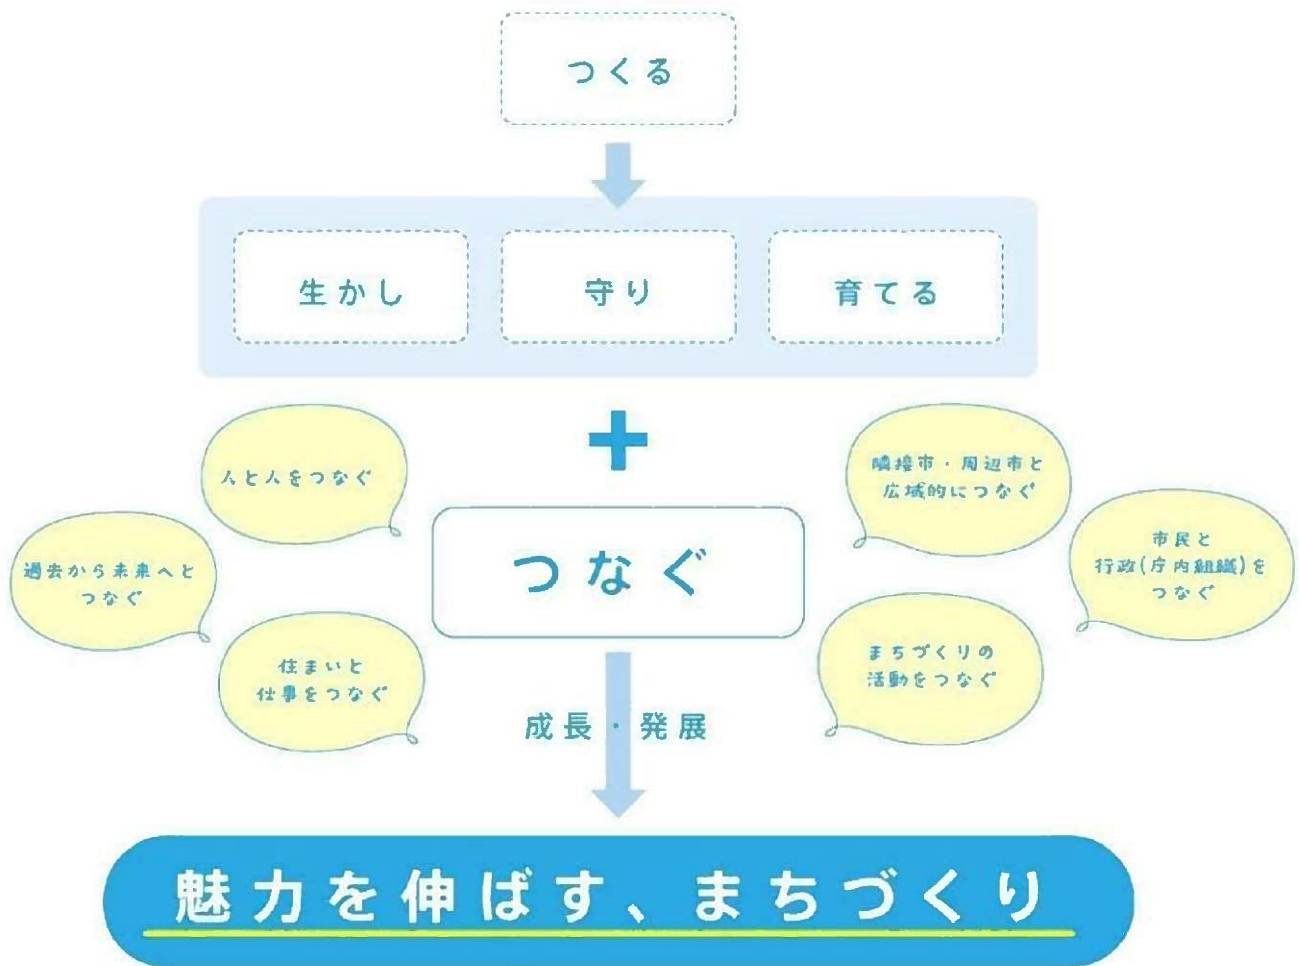 つくる
生かし
守り
育てる
人と人をつなぐ
過去から未来へと
つなぐ
住まいと
仕事をつなぐ
つなぐ
隣接市・周辺市と
広域的につなぐ
市民と
行政(庁内組織)を
つなぐ
まちづくりの
活動をつなぐ
成長・発展
魅力を伸ばす、まちづくり